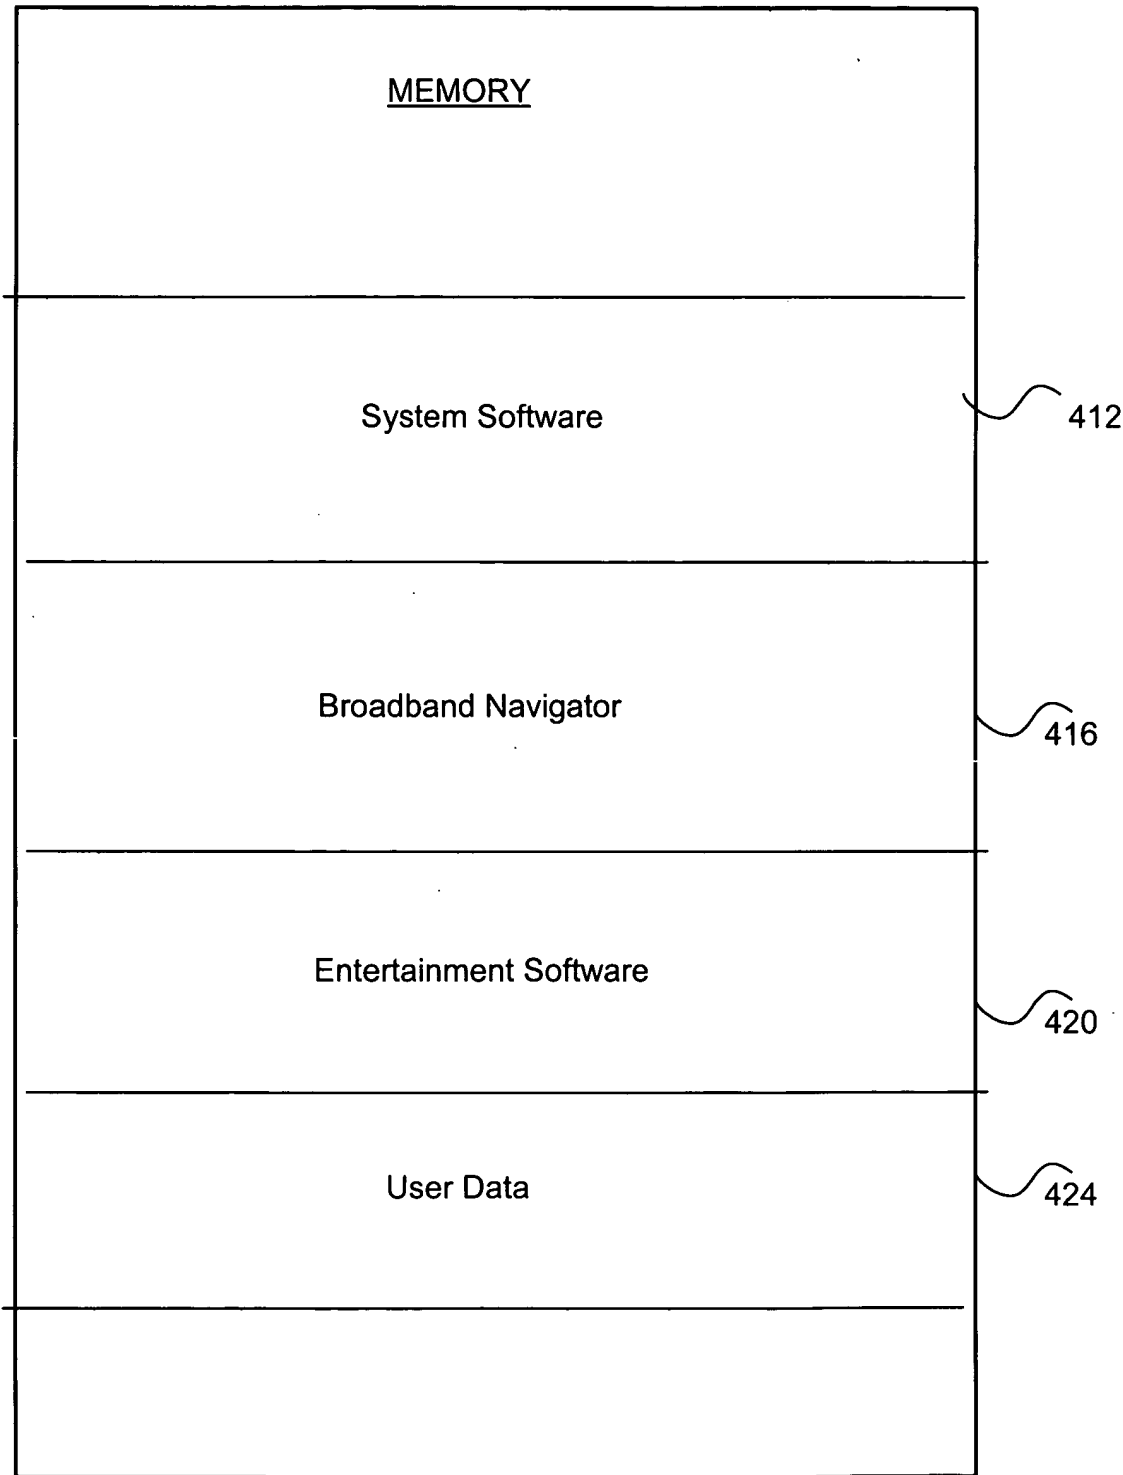 MEMORY
System Software
412
Broadband Navigator
416
Entertainment Software
420
User Data
424